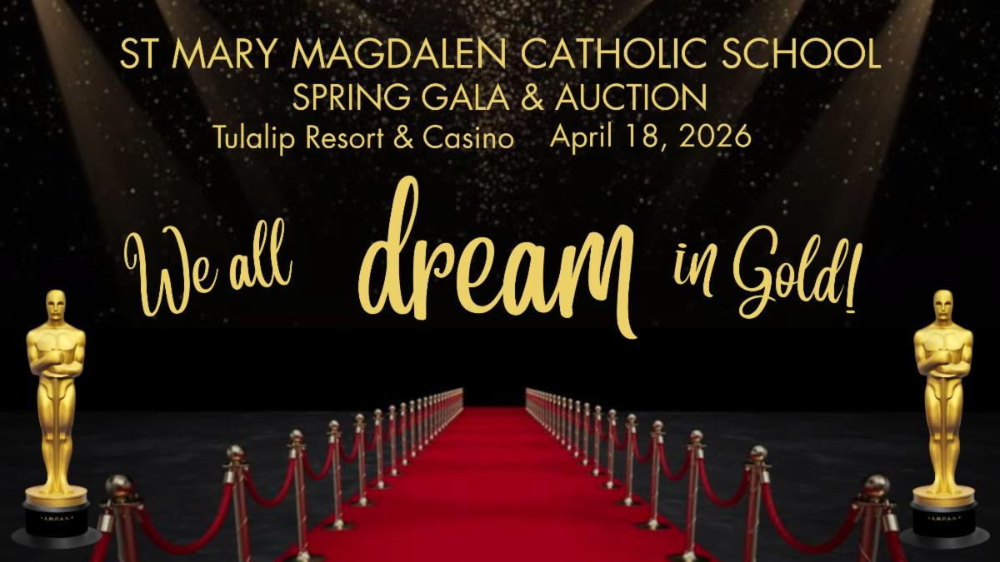 ST MARY MAGDALEN CATHOLIC SCHOOL
SPRING GALA & AUCTION
Tulalip Resort & Casino April 18, 2026
We all dream in Gold!
A.M.P.A.S.
A.M.P.A.S.